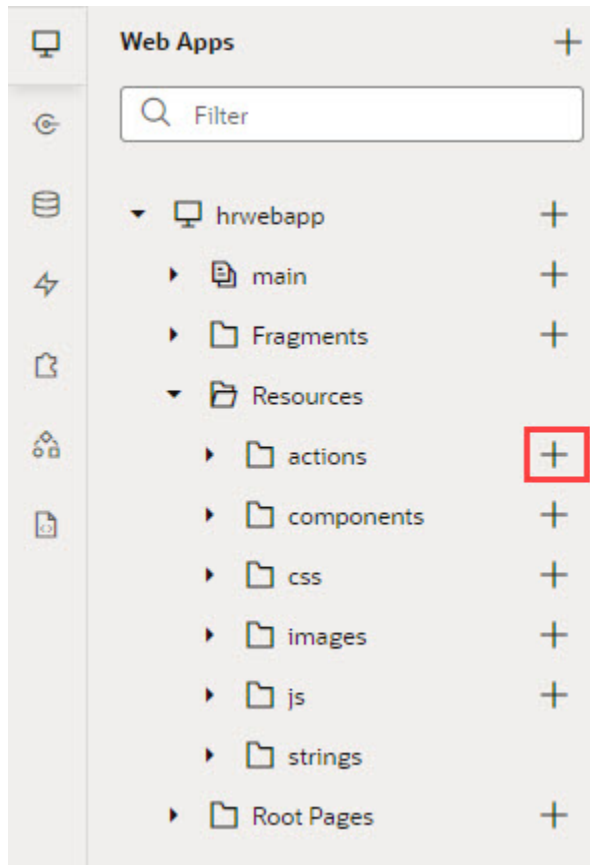 Web Apps
Filter
hrwebapp
main
Fragments
Resources
actions
components
css
images
js
strings
Root Pages